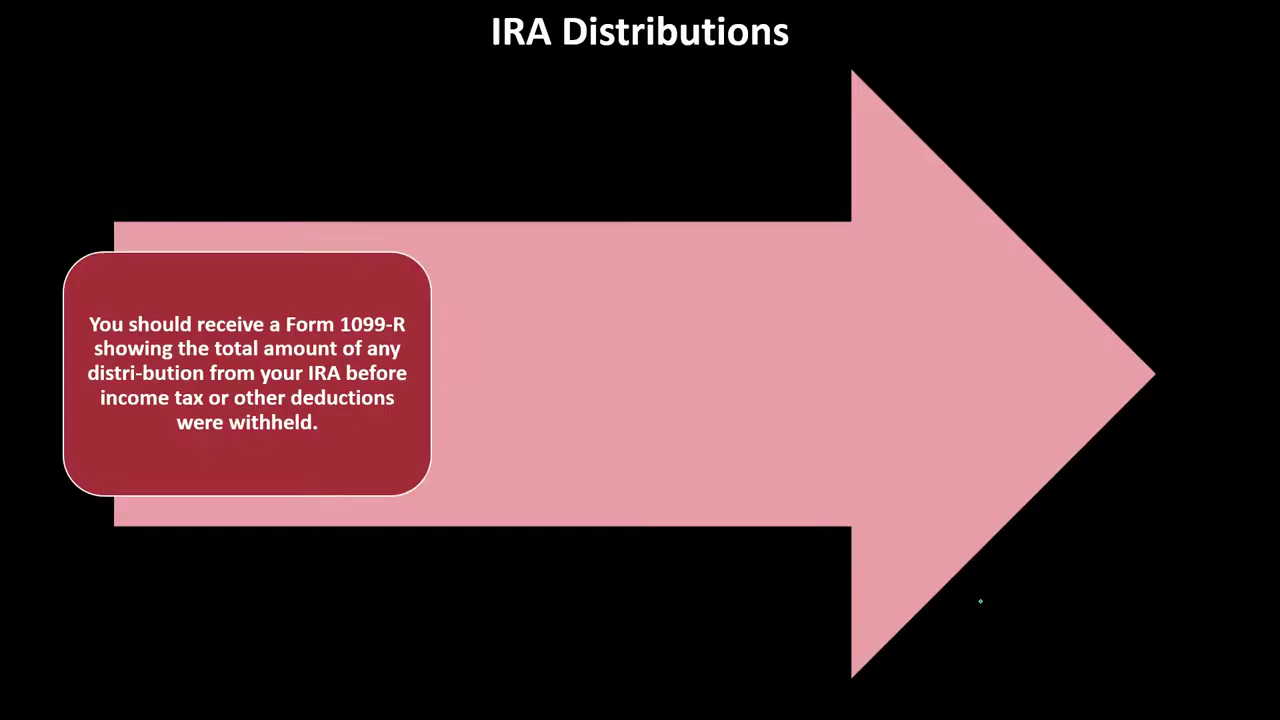 IRA Distributions
You should receive a Form 1099-R
showing the total amount of any
distri-bution from your IRA before
income tax or other deductions
were withheld.